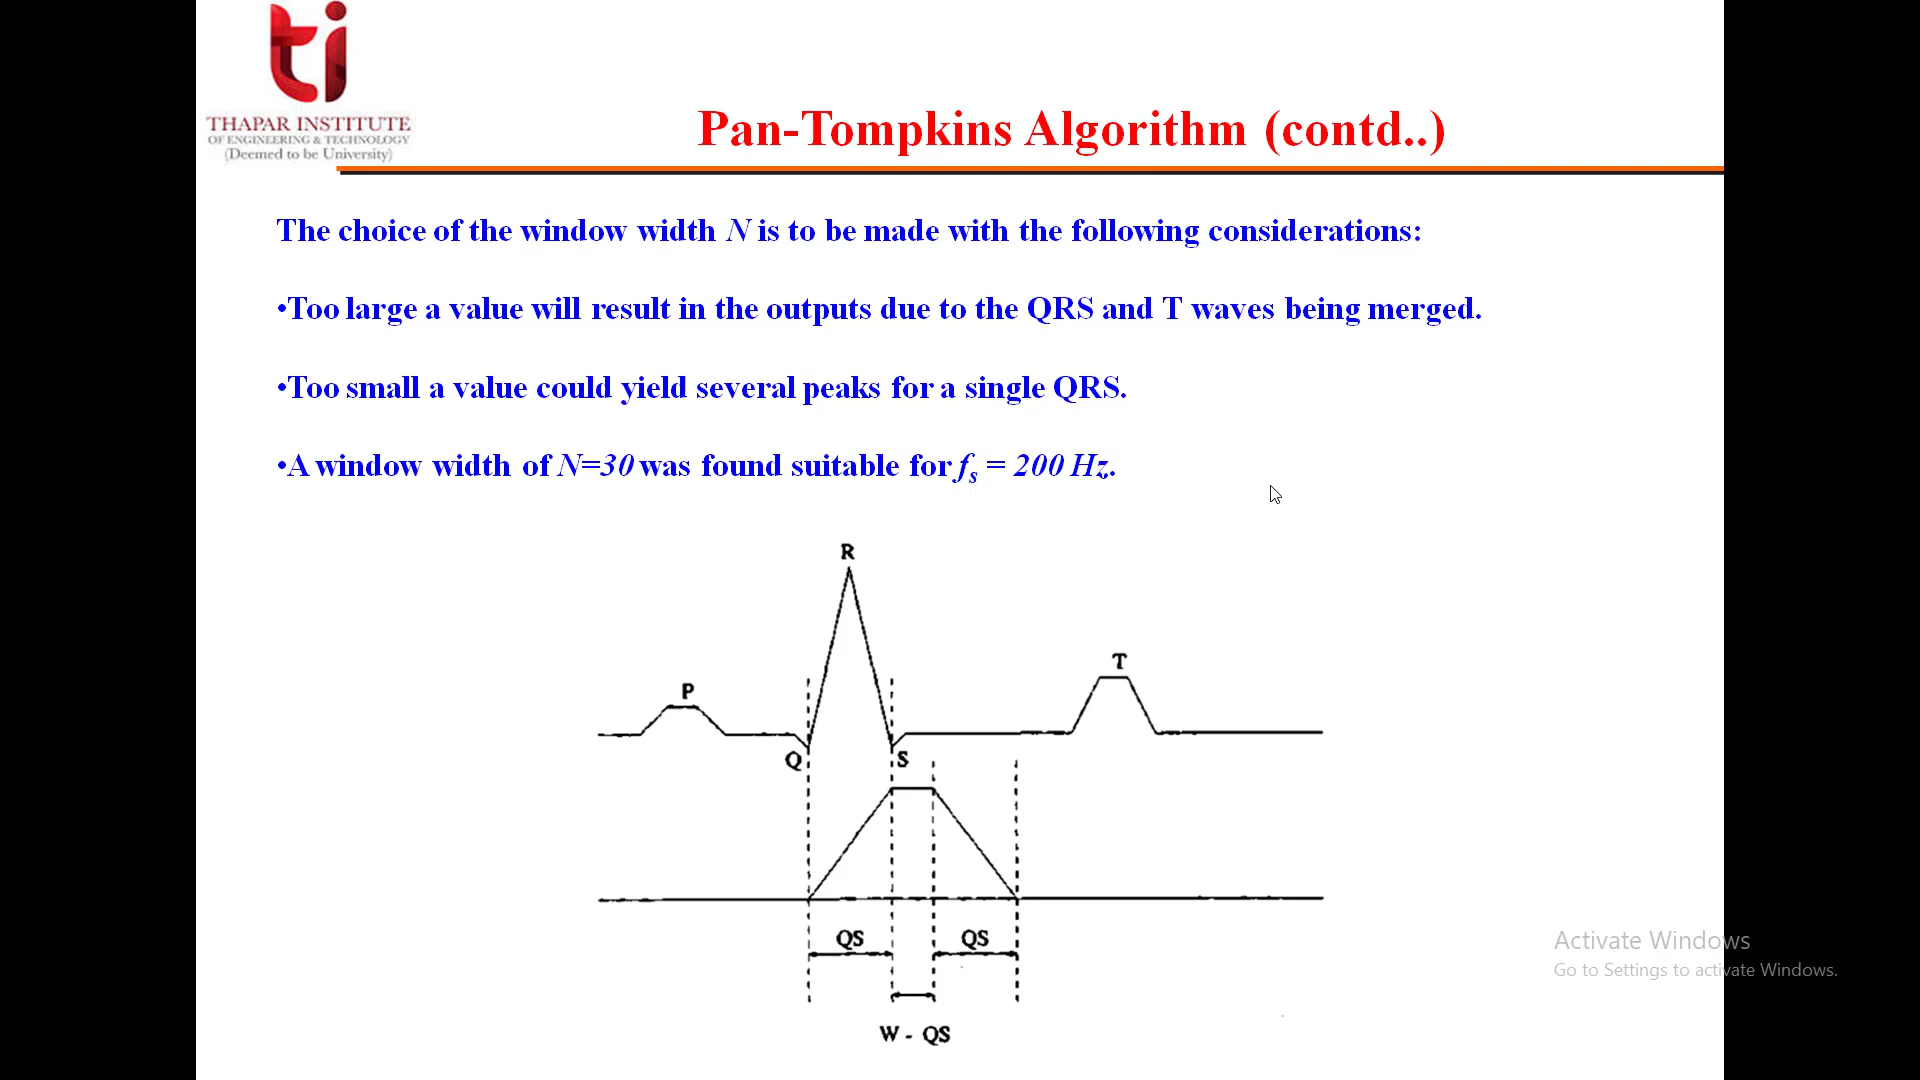 ti
THAPAR INSTITUTE
OF ENGINEERING & TECHNOLOGY
(Deemed to be University)
Pan-Tompkins Algorithm (contd..)
The choice of the window width N is to be made with the following considerations:
•Too large a value will result in the outputs due to the QRS and T waves being merged.
•Too small a value could yield several peaks for a single QRS.
•A window width of N=30 was found suitable for fs = 200 Hz.
R
T
P
Q
S
QS
QS
W - QS
Activate Windows
Go to Settings to activate Windows.